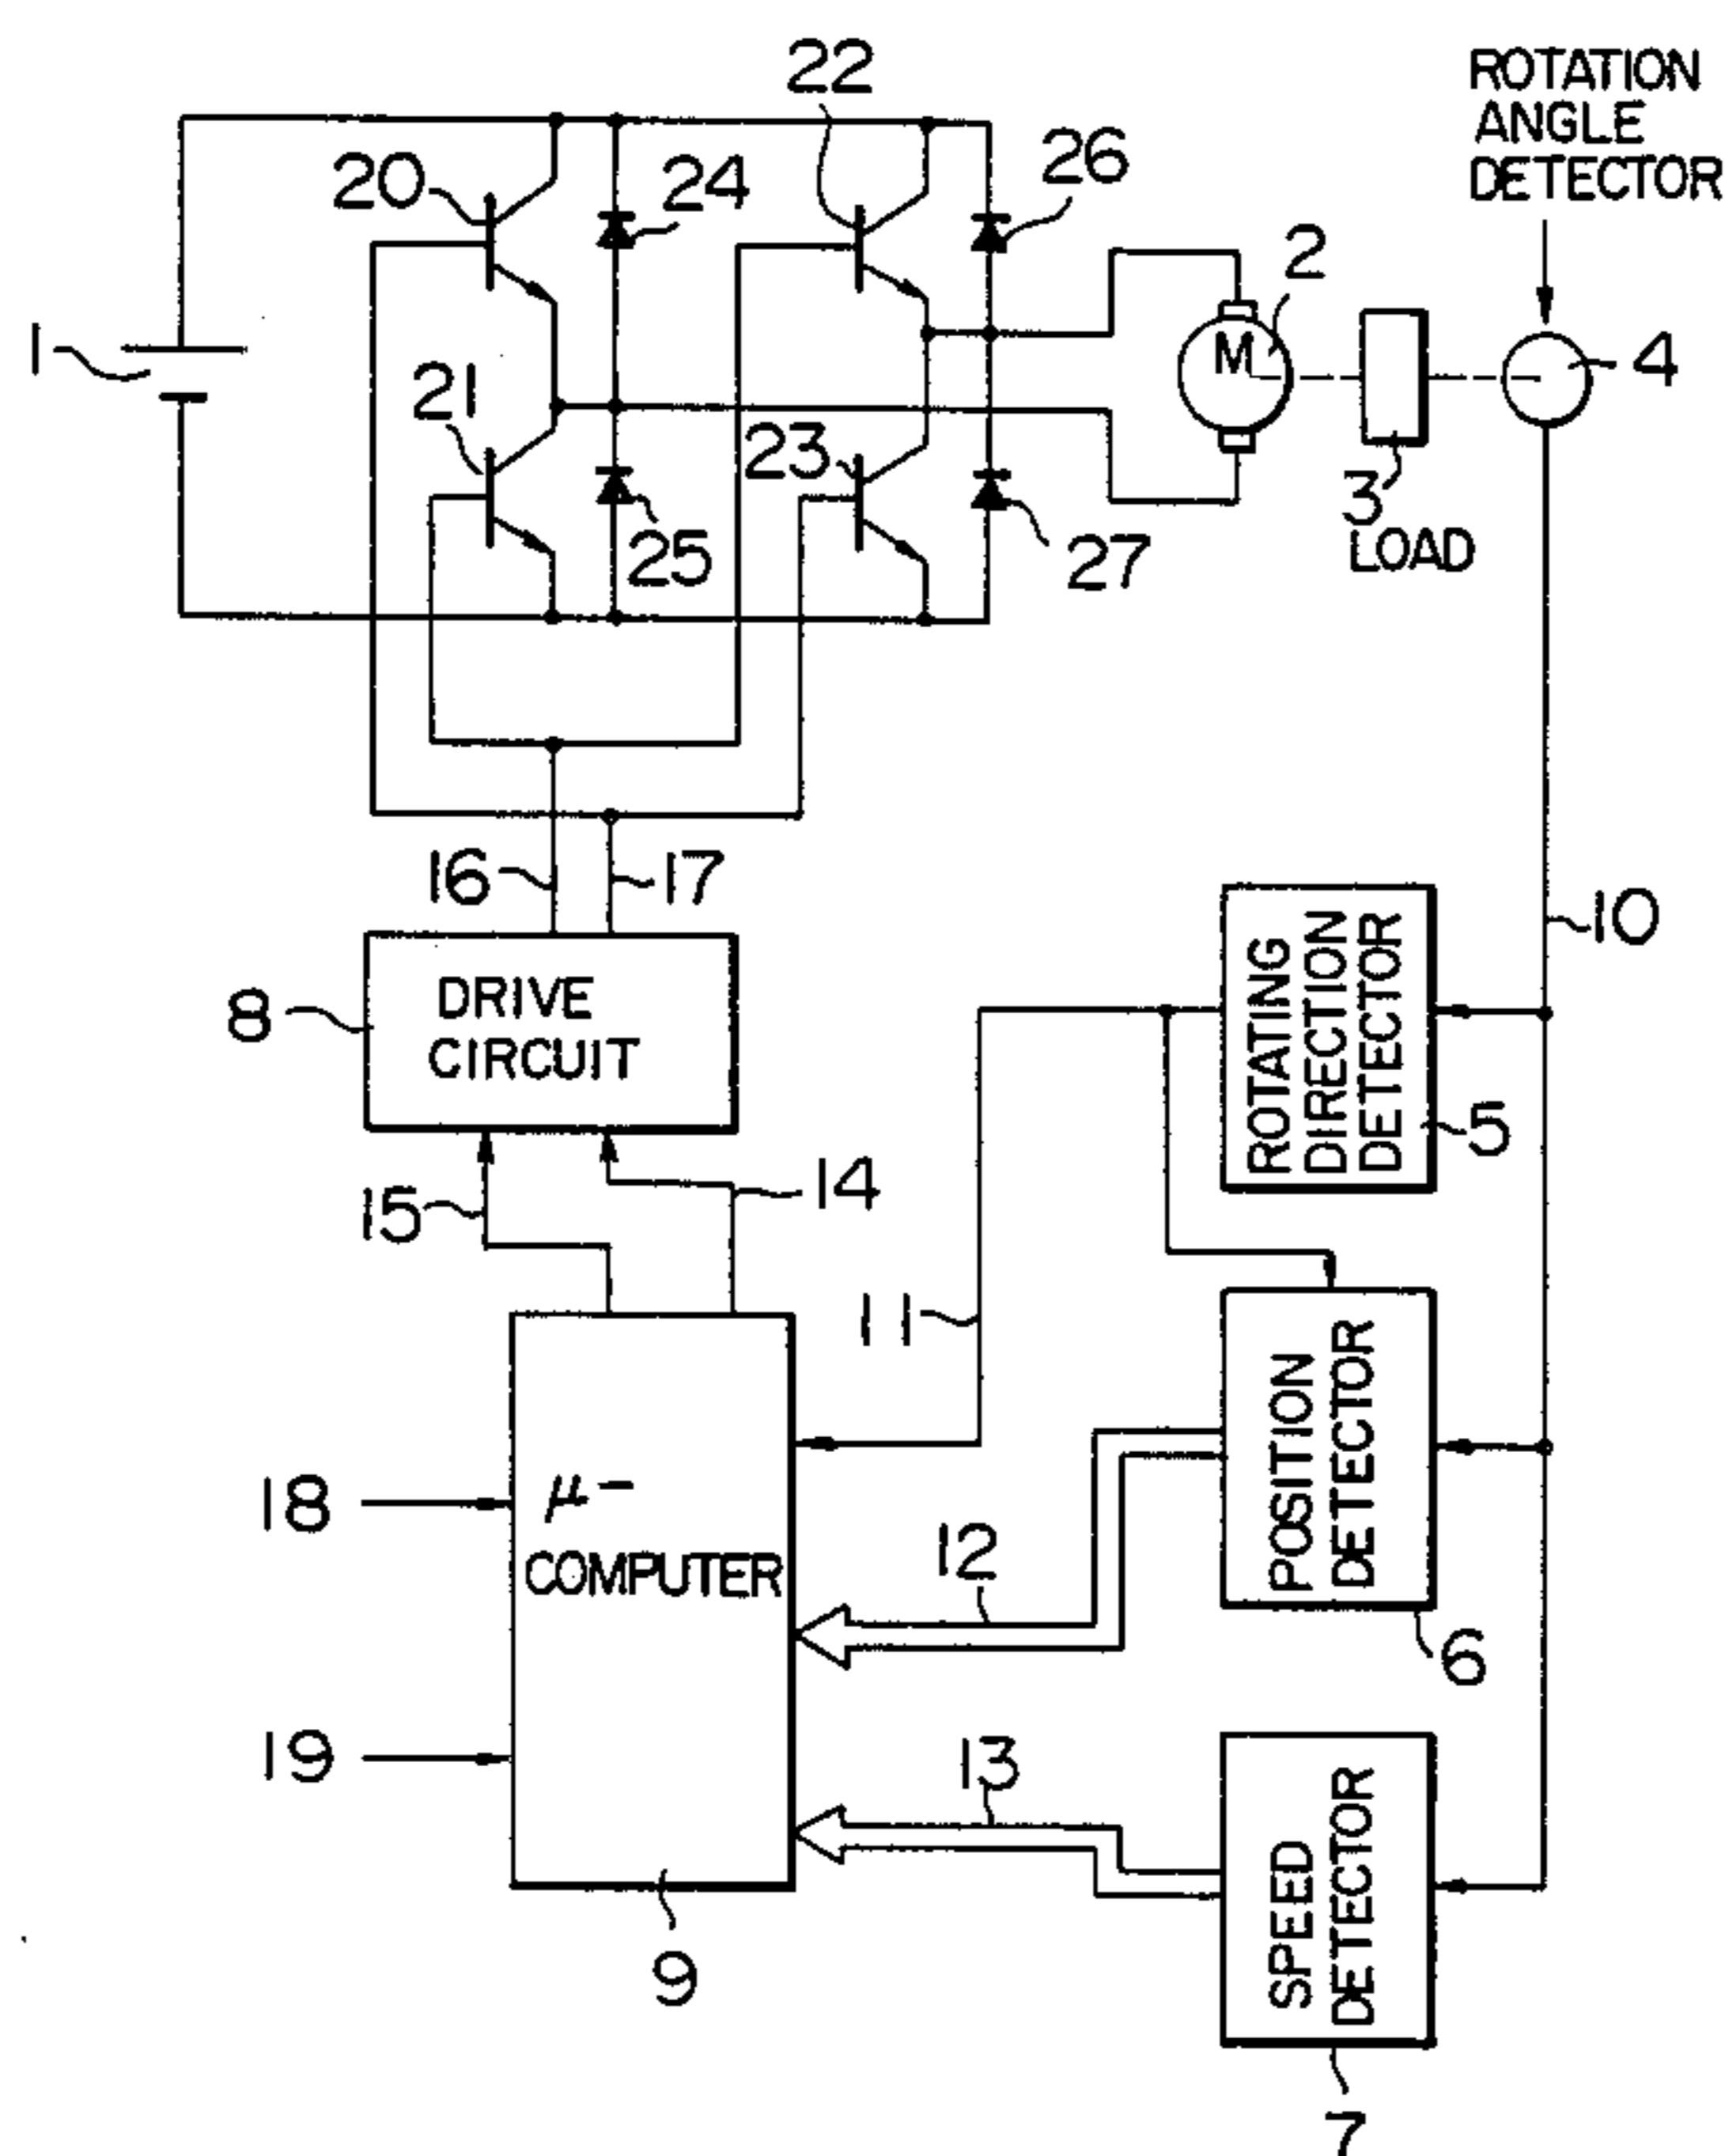 22
ROTATION
ANGLE
DETECTOR
20
24
26
2
1
M
4
21
23
3
LOAD
25
27
16
17
10
8
DRIVE
CIRCUIT
ROTATING
DIRECTION
DETECTOR
5
15
14
11
POSITION
DETECTOR
18
μ-
COMPUTER
12
6
19
13
SPEED
DETECTOR
9
7